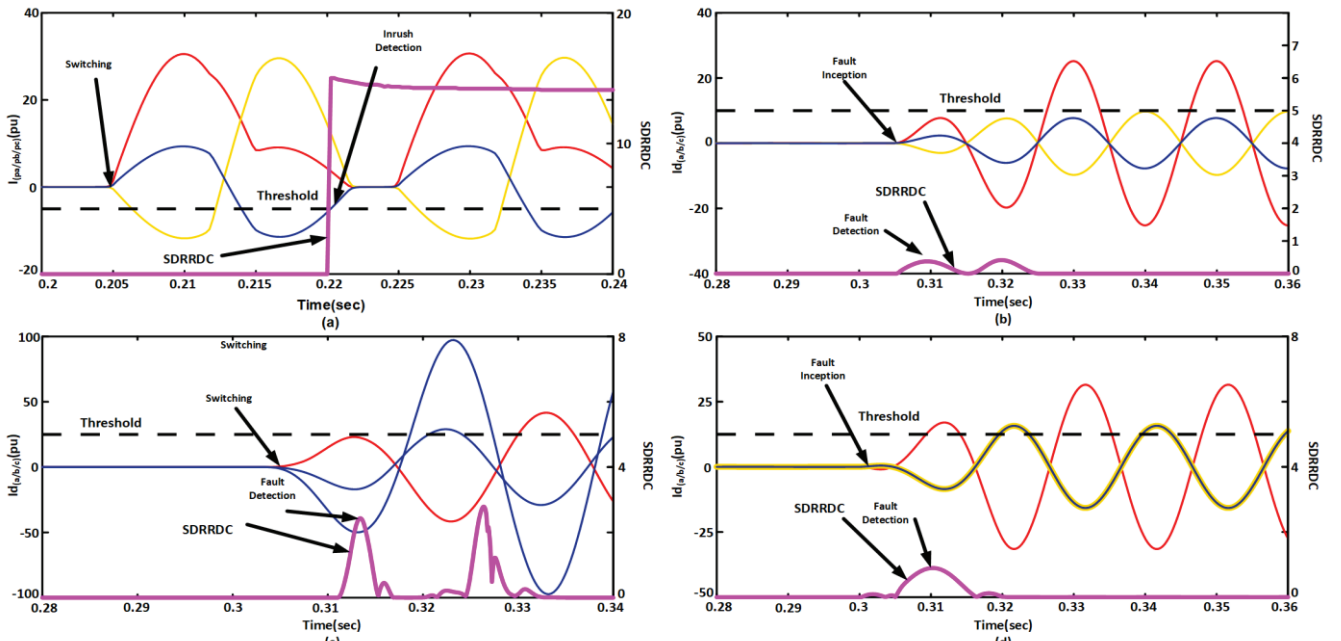 40
20
0
-20
I(pa/pb/pc)(pu)
Switching
Inrush
Detection
Threshold
SDRRDC
20
10
0
SDRRDC
0.2
0.205
0.21
0.215
0.22
0.225
0.23
0.235
0.24
Time(sec)
(a)
40
20
0
-20
-40
Id(a/b/c)(pu)
Fault
Inception
Threshold
SDRRDC
Fault
Detection
7
6
5
4
3
2
1
0
SDRRDC
0.28
0.29
0.3
0.31
0.32
0.33
0.34
0.35
0.36
Time(sec)
(b)
100
50
0
-50
-100
Id(a/b/c)(pu)
Switching
Switching
Threshold
Fault
Detection
SDRRDC
8
4
0
SDRRDC
0.28
0.29
0.3
0.31
0.32
0.33
0.34
Time(sec)
50
25
0
-25
-50
Id(a/b/c)(pu)
Fault
Inception
Threshold
SDRRDC
Fault
Detection
8
4
0
SDRRDC
0.28
0.29
0.3
0.31
0.32
0.33
0.34
0.35
0.36
Time(sec)
(d)